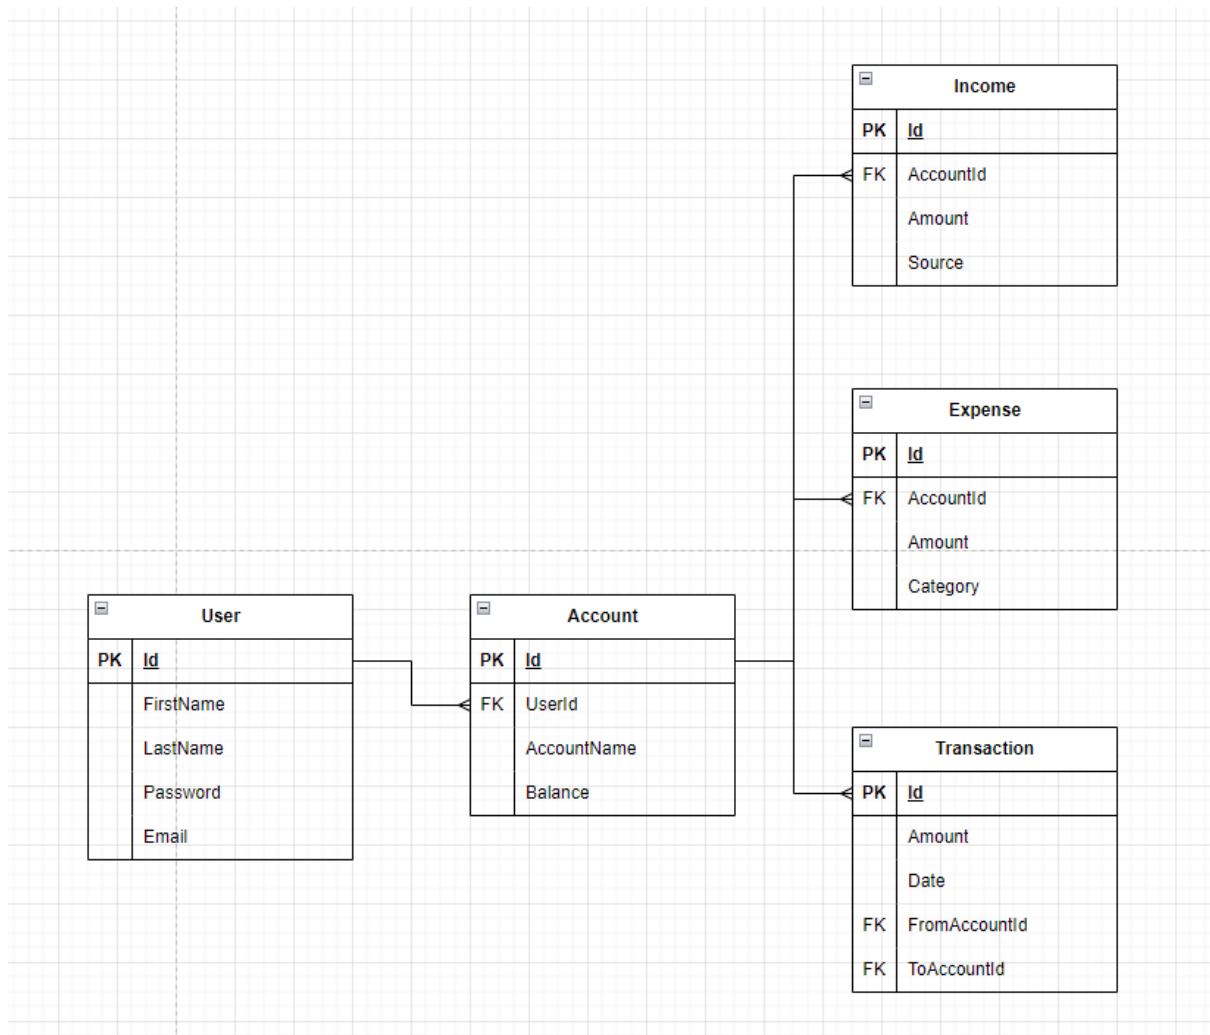 Income
PK Id
FK AccountId
Amount
Source
Expense
PK Id
FK AccountId
Amount
Category
User
PK Id
FirstName
LastName
Password
Email
Account
PK Id
FK UserId
AccountName
Balance
Transaction
PK Id
Amount
Date
FK FromAccountId
FK ToAccountId